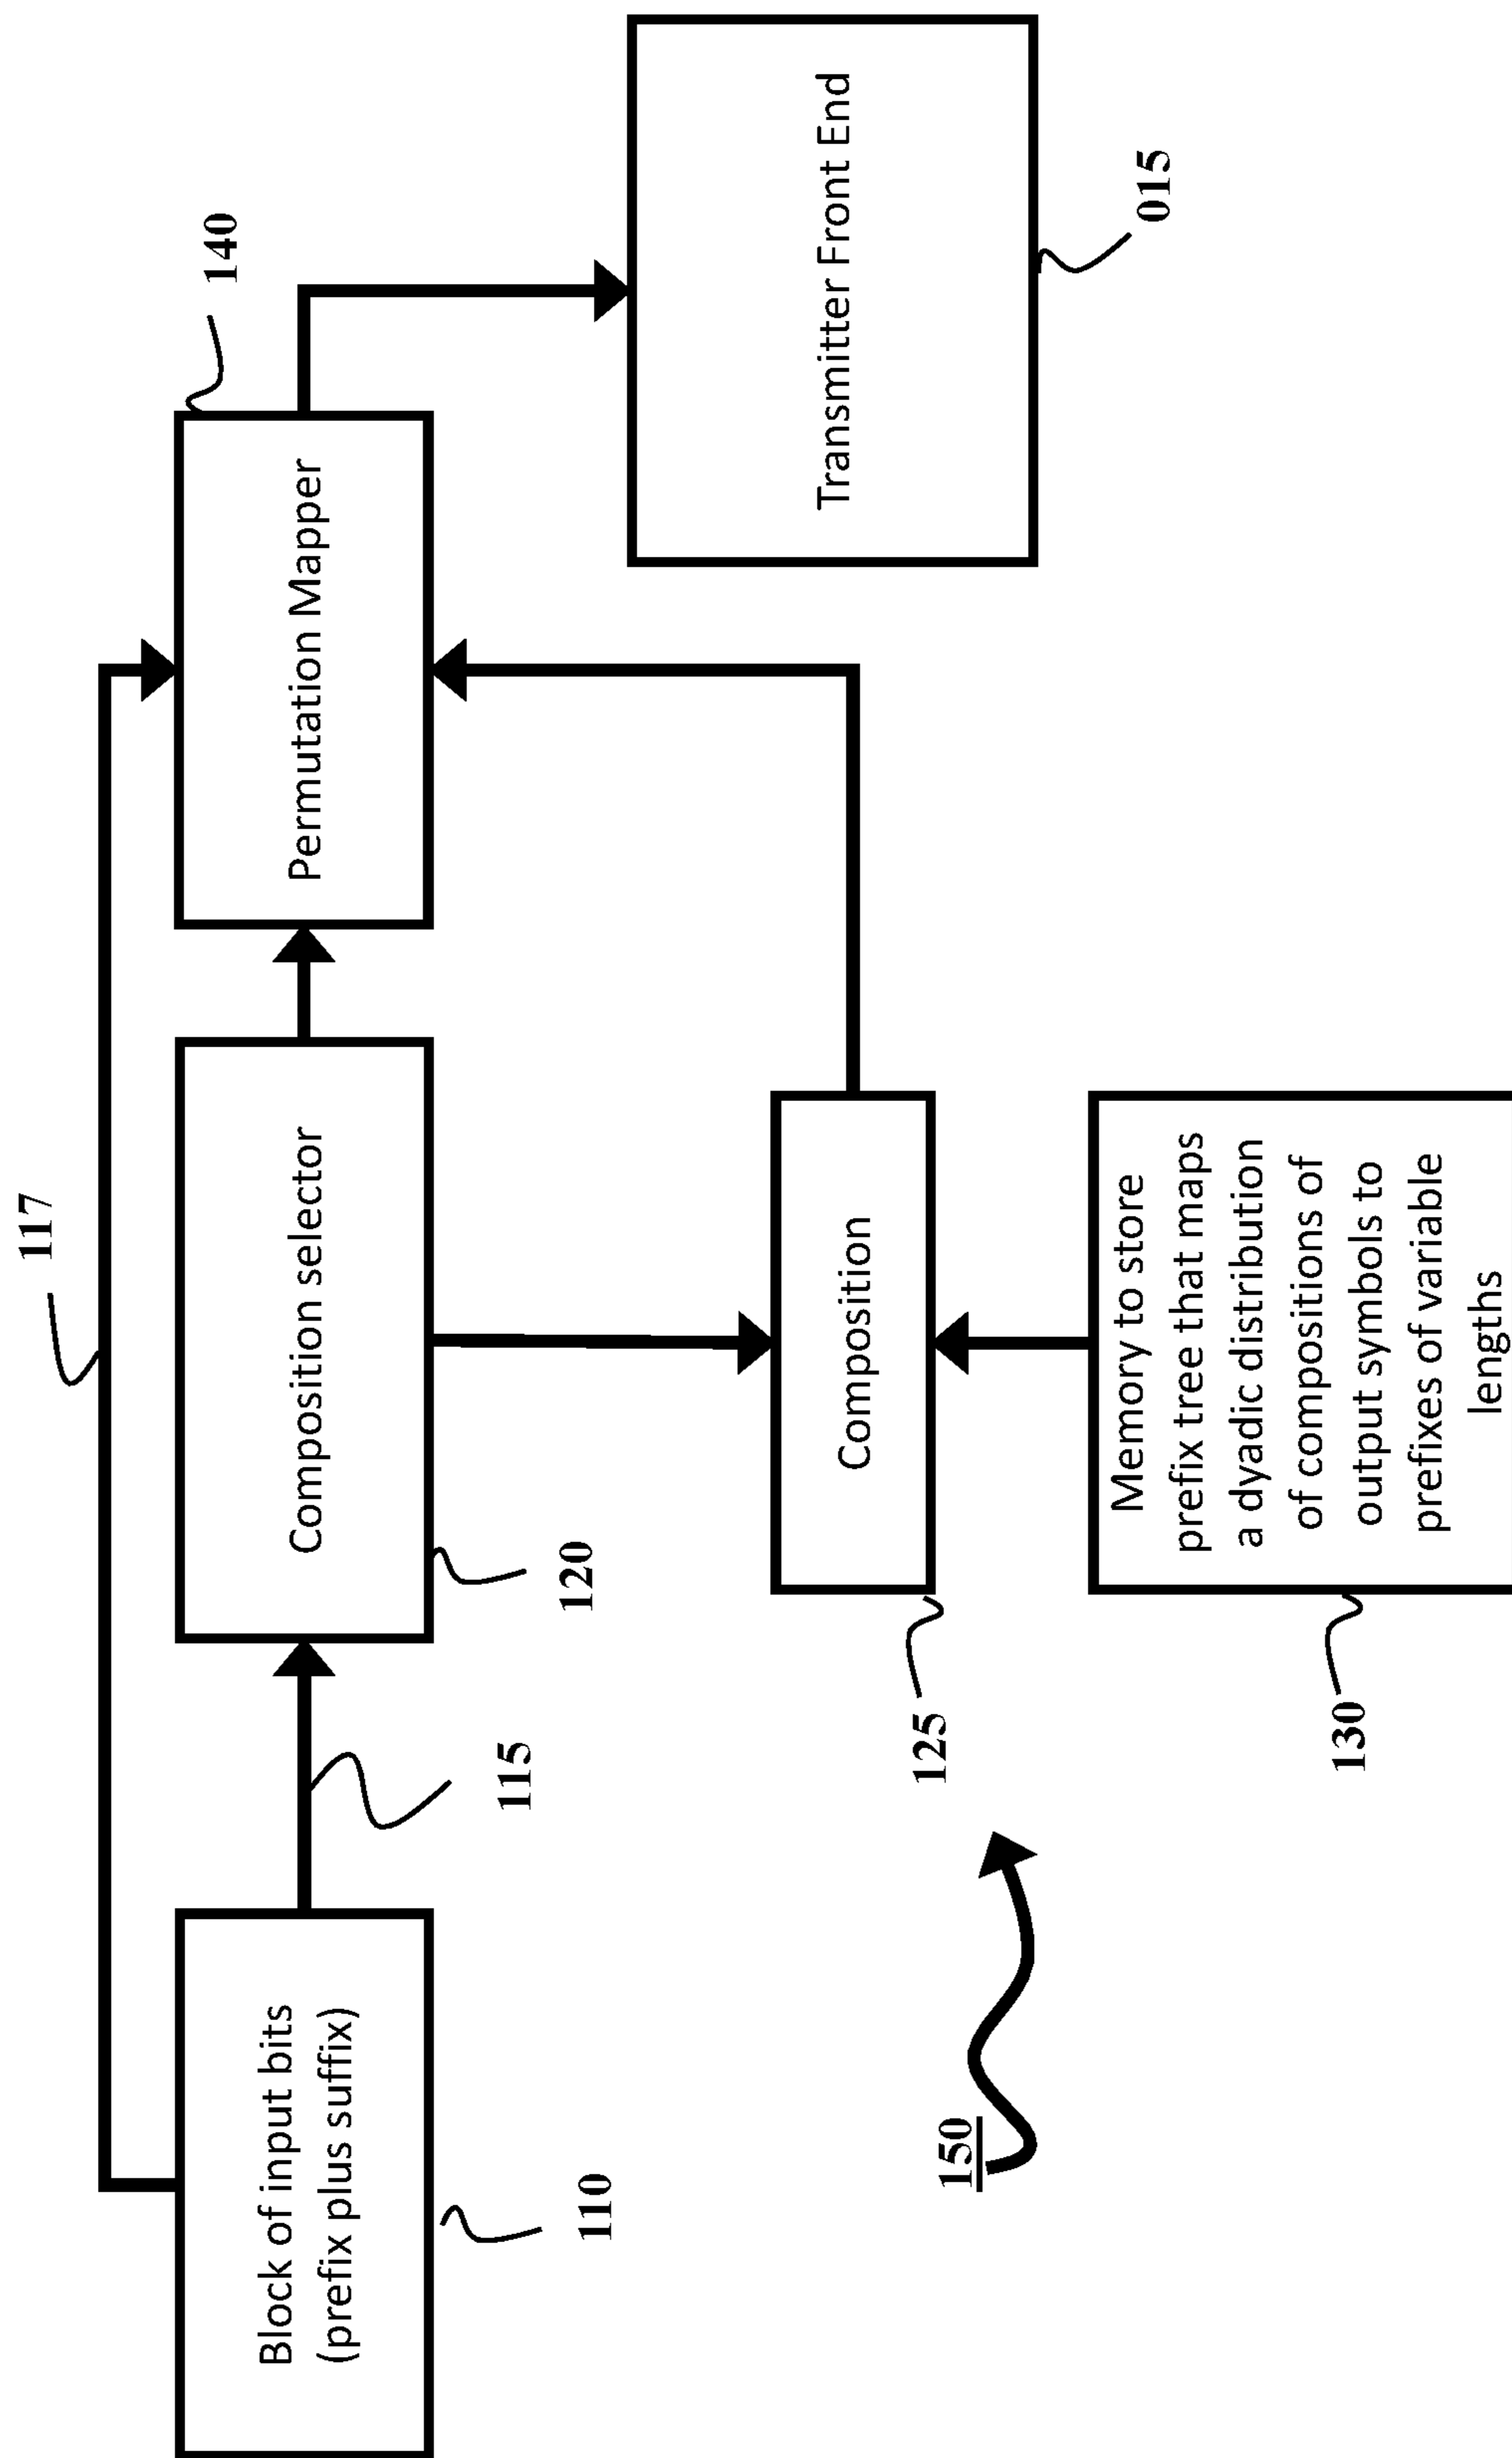 117
Block of input bits
(prefix plus suffix)
110
115
Composition selector
120
Permutation Mapper
140
Composition
125
Memory to store
prefix tree that maps
a dyadic distribution
of compositions of
output symbols to
prefixes of variable
lengths
130
Transmitter Front End
015
150